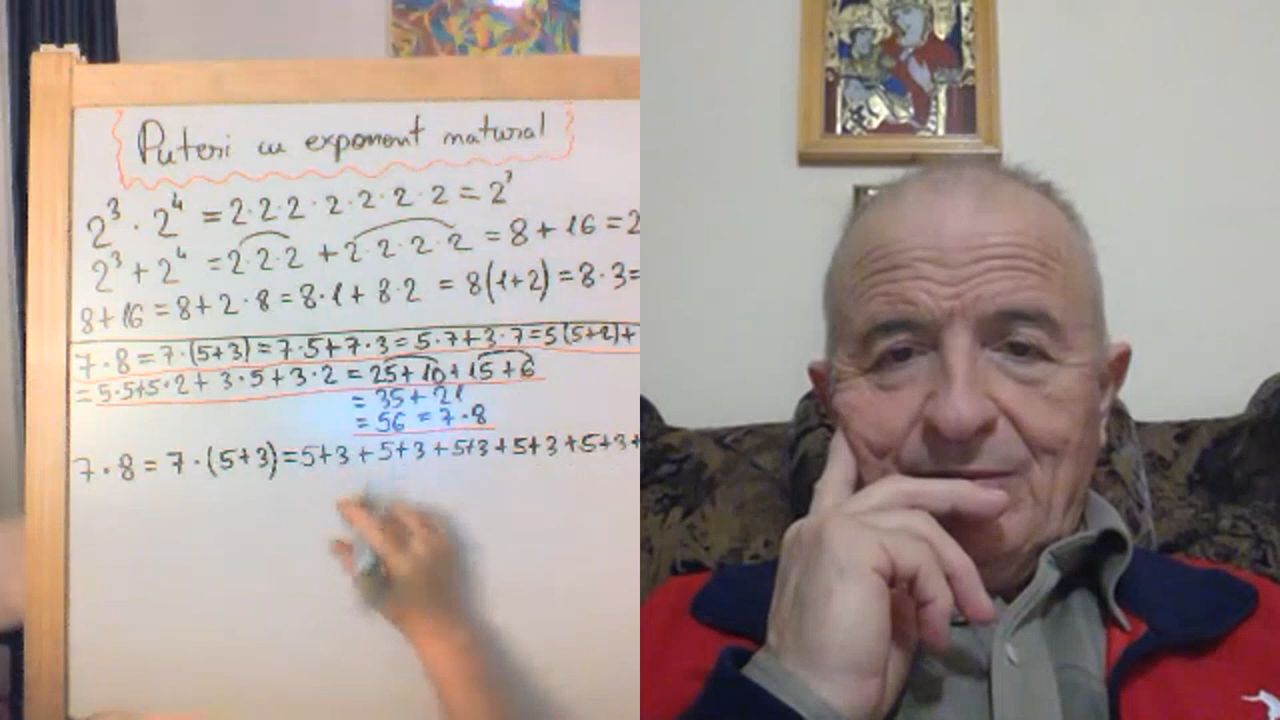 Puteri cu exponent natural
2³ · 2⁴ = 2·2·2·2·2·2·2 = 2⁷
2³ + 2⁴ = 2·2·2 + 2·2·2·2 = 8 + 16 = 2
8 + 16 = 8 + 2 · 8 = 8·1 + 8·2 = 8(1+2) = 8·3 =
7·8 = 7·(5+3) = 7·5 + 7·3 = 5·7 + 3·7 = 5(5+2) +
= 5·5 + 5·2 + 3·5 + 3·2 = 25 + 10 + 15 + 6
= 35 + 21
= 56 = 7·8
7·8 = 7·(5+3) = 5+3 + 5+3 + 5+3 + 5+3 + 5+3 +